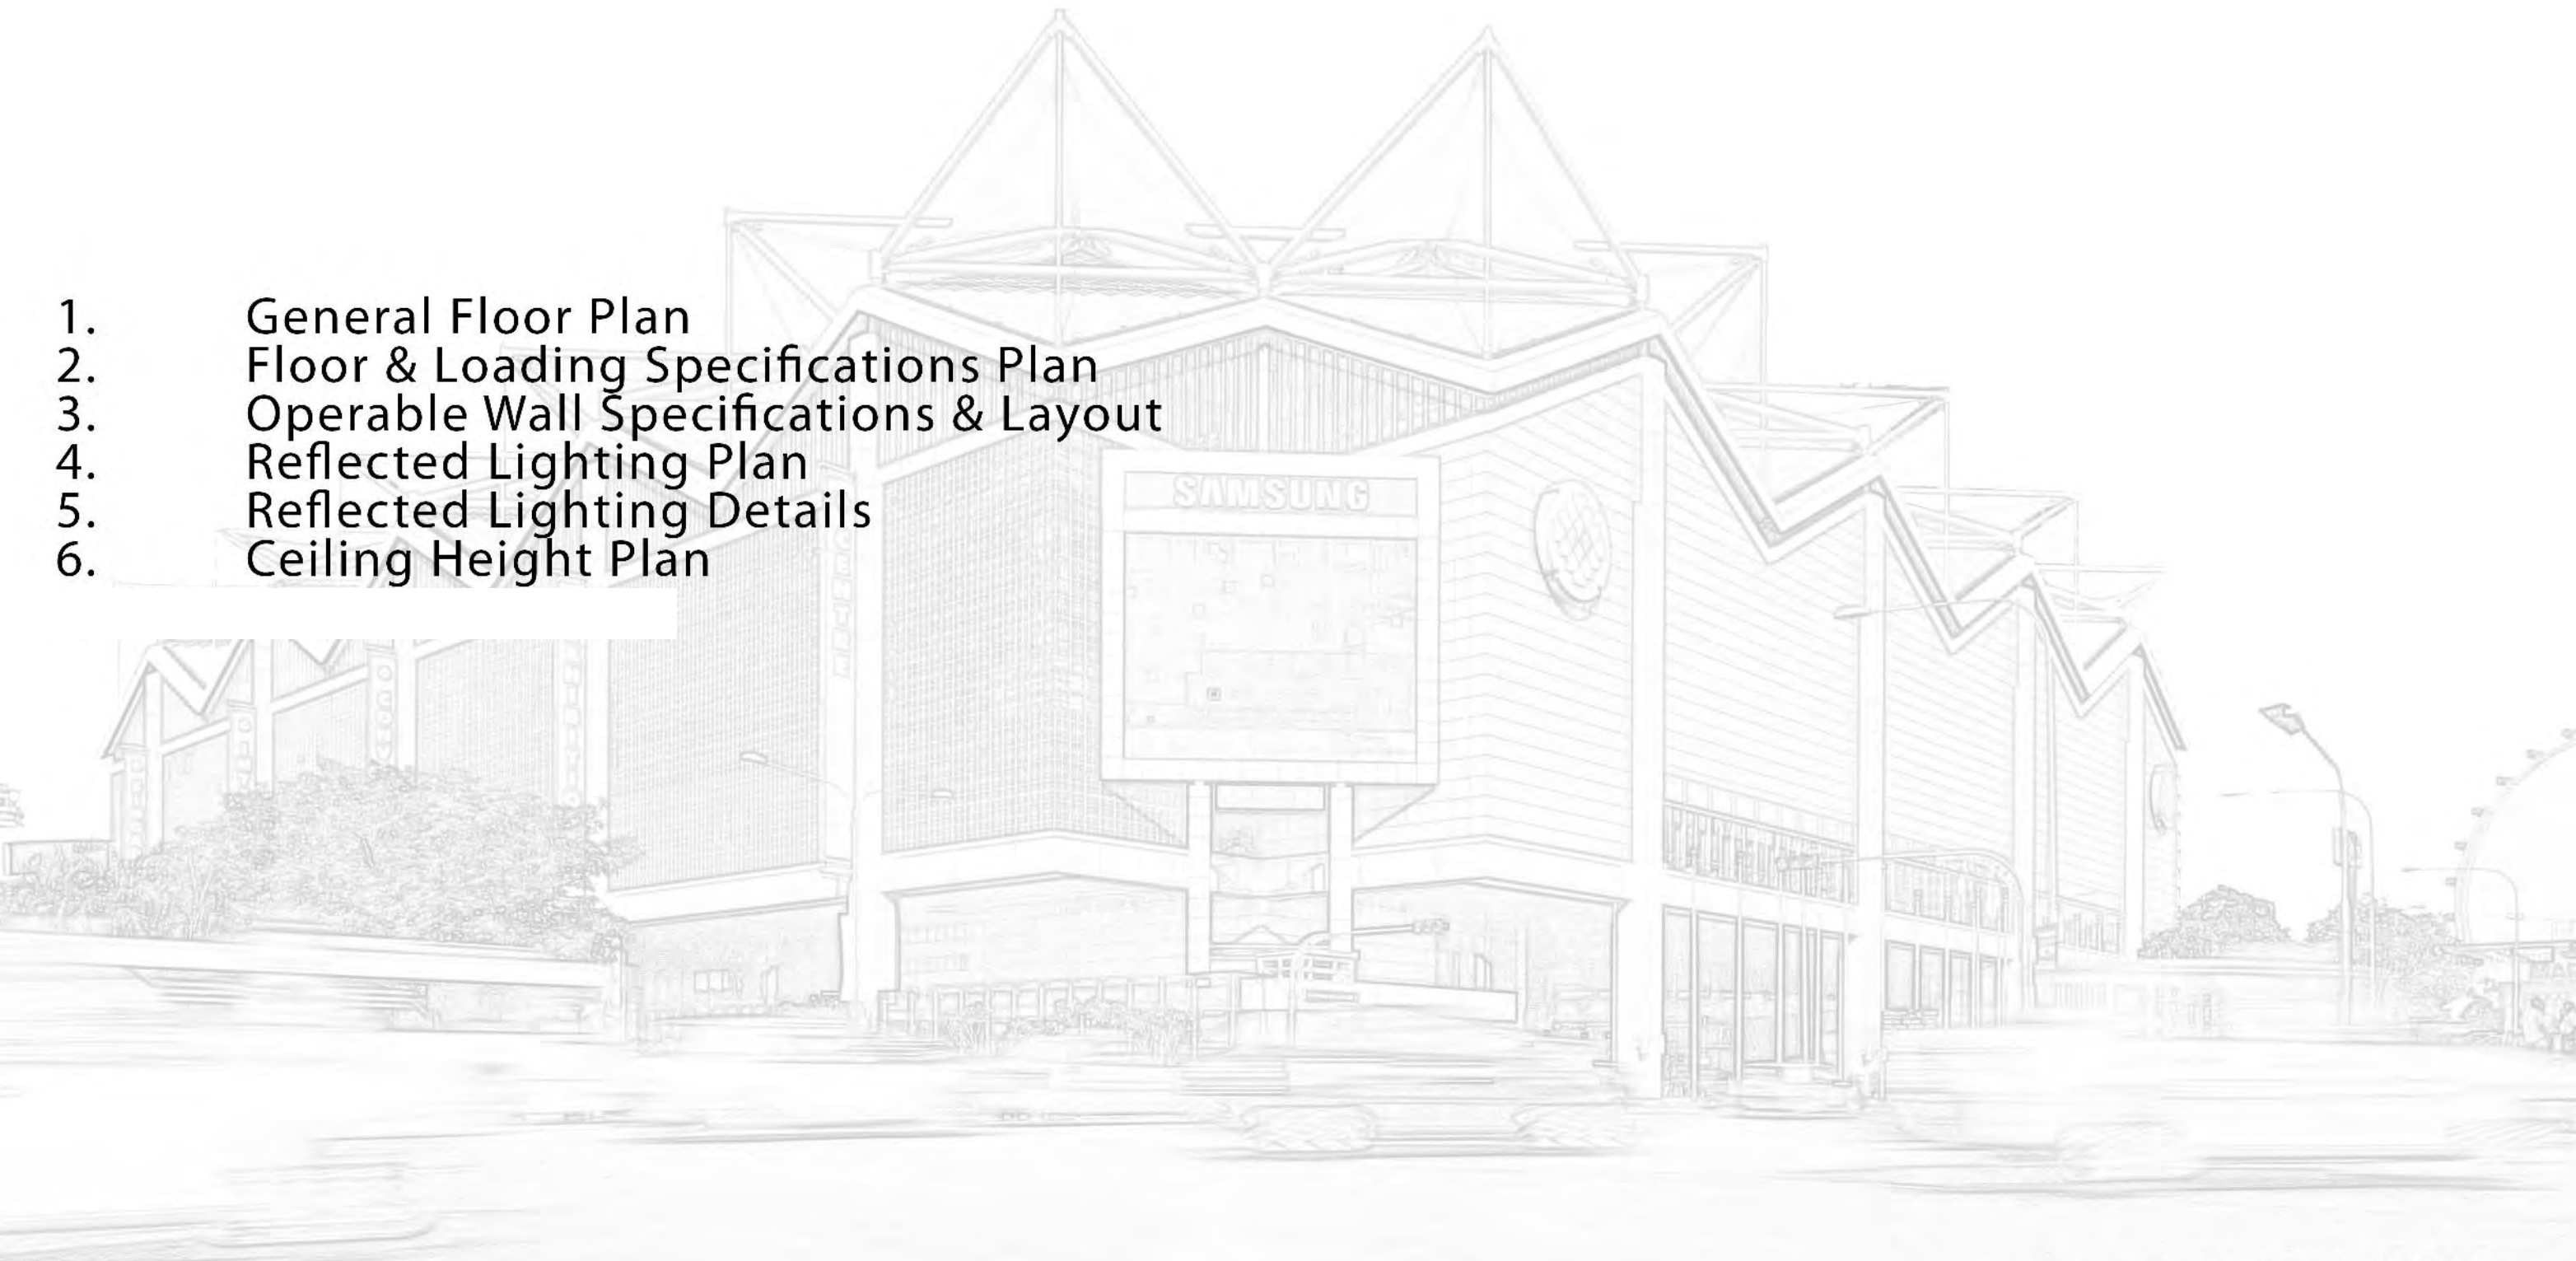 1. General Floor Plan
2. Floor & Loading Specifications Plan
3. Operable Wall Specifications & Layout
4. Reflected Lighting Plan
5. Reflected Lighting Details
6. Ceiling Height Plan
SAMSUNG